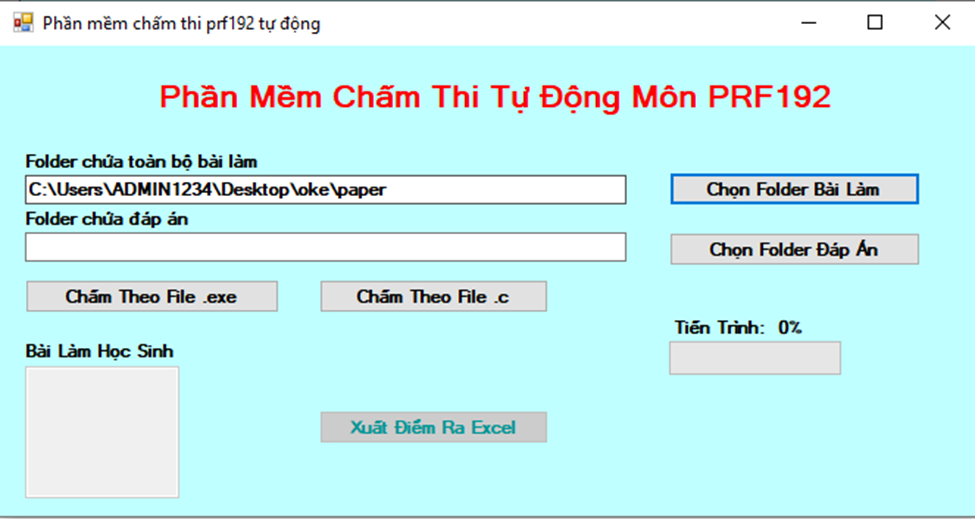 Phần mềm chấm thi prf192 tự động
Phần Mềm Chấm Thi Tự Động Môn PRF192
Folder chứa toàn bộ bài làm
C:\Users\ADMIN1234\Desktop\oke\paper
Chọn Folder Bài Làm
Folder chứa đáp án
Chọn Folder Đáp Án
Chấm Theo File .exe
Chấm Theo File .c
Tiến Trình: 0%
Bài Làm Học Sinh
Xuất Điểm Ra Excel